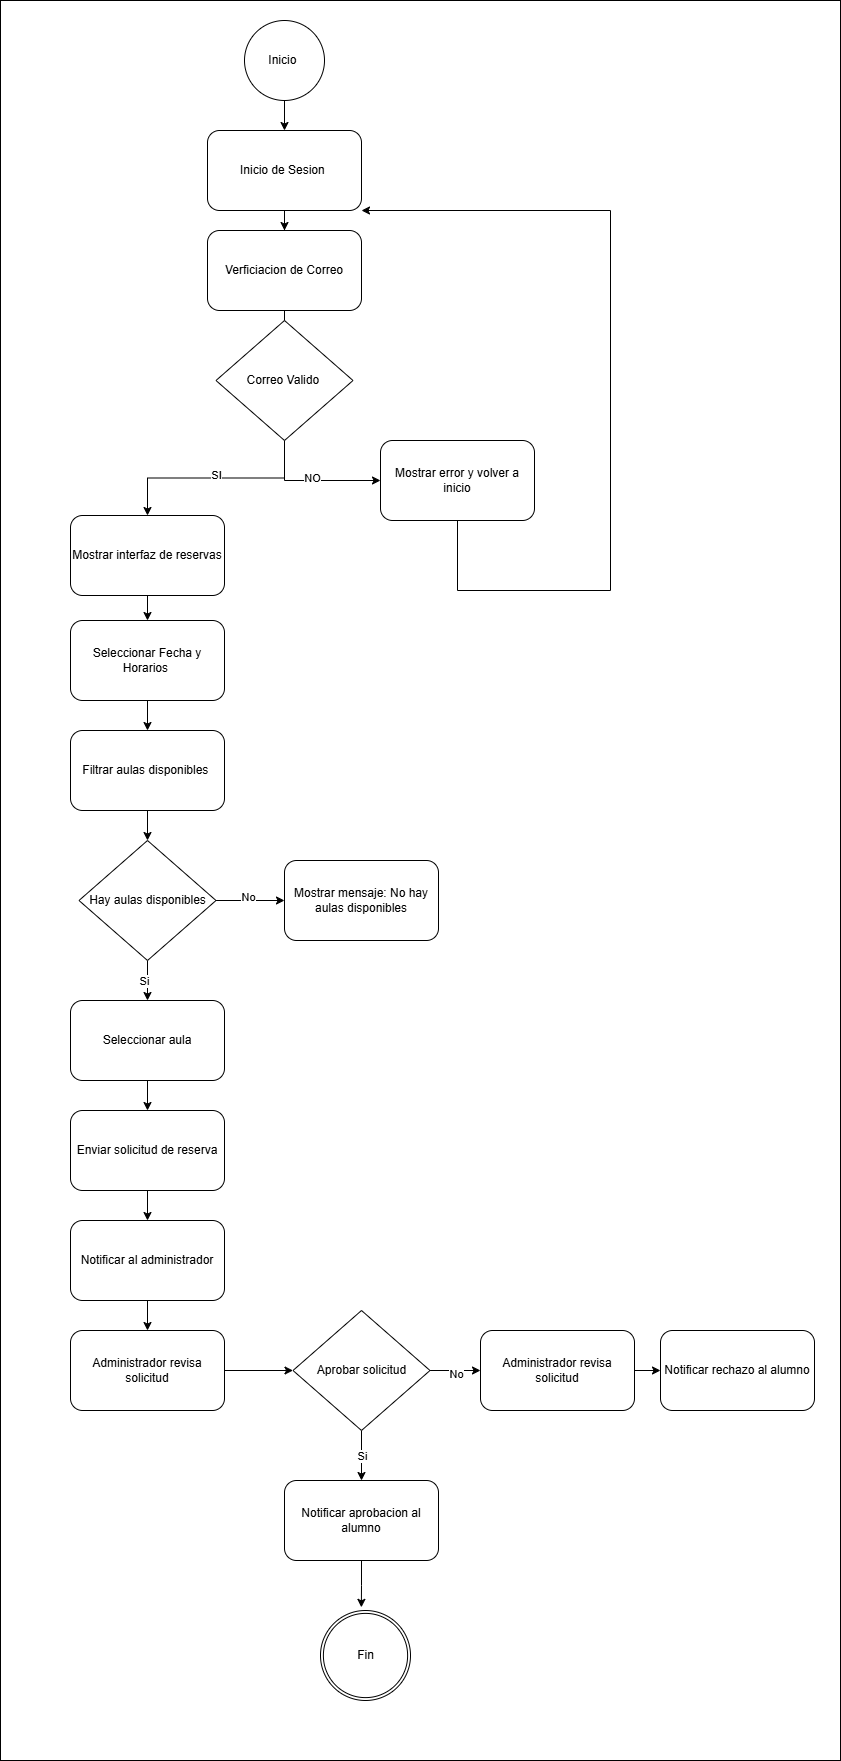 Inicio
Inicio de Sesion
Verficiacion de Correo
Correo Valido
SI
NO
Mostrar error y volver a
inicio
Mostrar interfaz de reservas
Seleccionar Fecha y
Horarios
Filtrar aulas disponibles
Hay aulas disponibles
No
Mostrar mensaje: No hay
aulas disponibles
Si
Seleccionar aula
Enviar solicitud de reserva
Notificar al administrador
Administrador revisa
solicitud
Aprobar solicitud
No
Administrador revisa
solicitud
Notificar rechazo al alumno
Si
Notificar aprobacion al
alumno
Fin